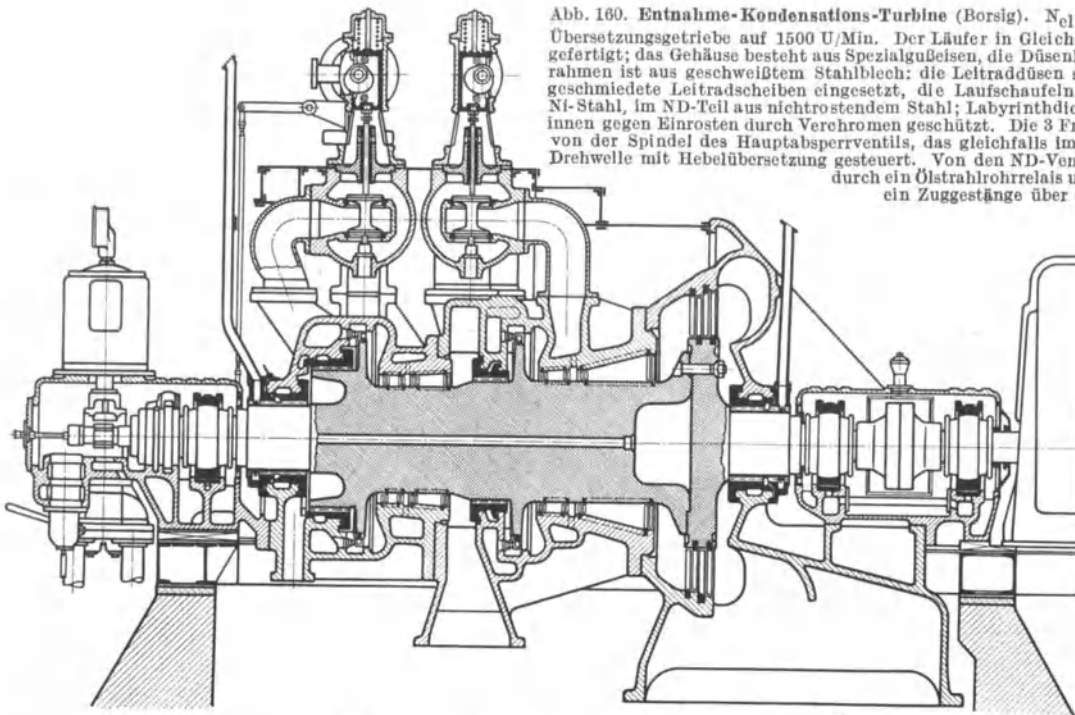 Abb. 160. Entnahme-Kondensations-Turbine (Borsig). Nel
Übersetzungsgetriebe auf 1500 U/Min. Der Läufer in Gleich
gefertigt; das Gehäuse besteht aus Spezialgußeisen, die Düsen
rahmen ist aus geschweißtem Stahlblech: die Leitraddüsen
geschmiedete Leitradscheiben eingesetzt, die Laufschaufeln
Ni-Stahl, im ND-Teil aus nichtrostendem Stahl; Labyrinthdic
innen gegen Einrosten durch Verchromen geschützt. Die 3 Fr
von der Spindel des Hauptabsperrventils, das gleichfalls im
Drehwelle mit Hebelübersetzung gesteuert. Von den ND-Ven
durch ein Ölstrahlrohrrelais u
ein Zuggestänge über